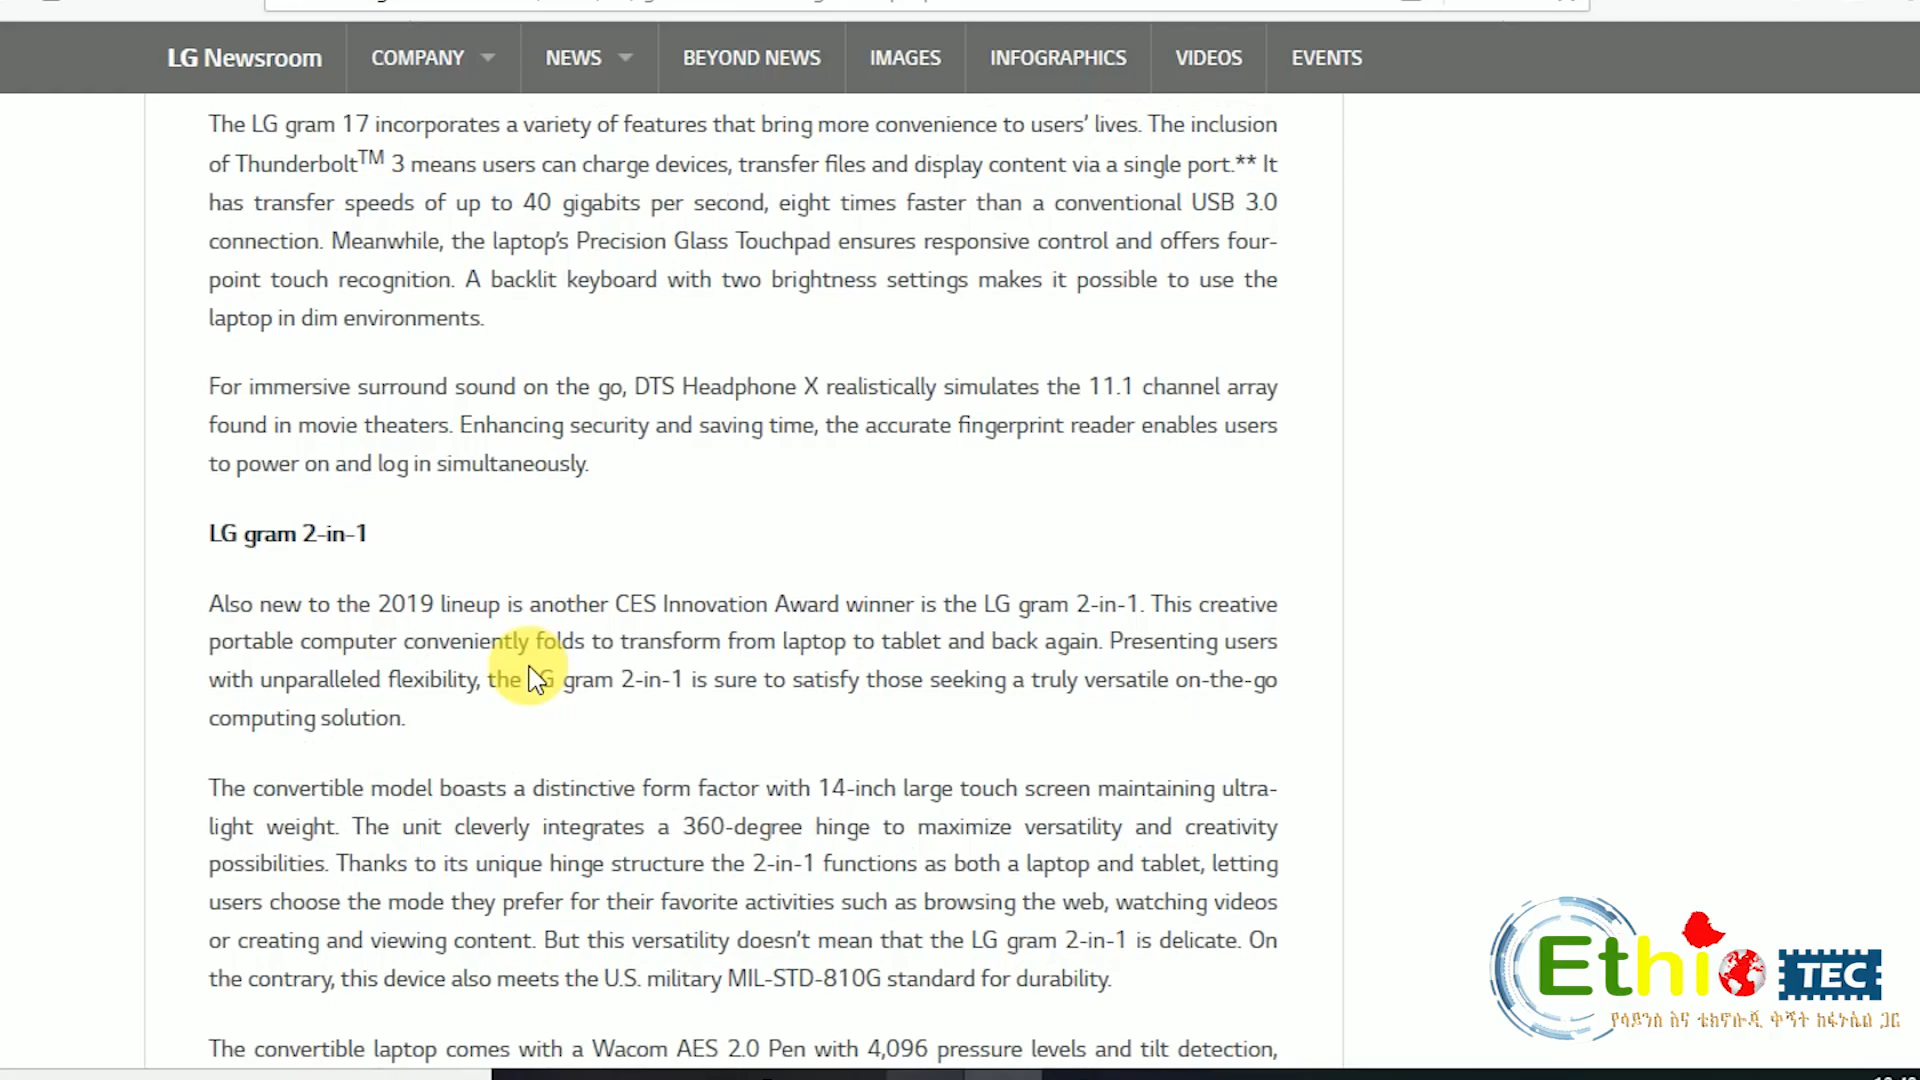 LG Newsroom COMPANY NEWS BEYOND NEWS IMAGES INFOGRAPHICS VIDEOS EVENTS
The LG gram 17 incorporates a variety of features that bring more convenience to users’ lives. The inclusion
of Thunderbolt™ 3 means users can charge devices, transfer files and display content via a single port.** It
has transfer speeds of up to 40 gigabits per second, eight times faster than a conventional USB 3.0
connection. Meanwhile, the laptop’s Precision Glass Touchpad ensures responsive control and offers four-
point touch recognition. A backlit keyboard with two brightness settings makes it possible to use the
laptop in dim environments.
For immersive surround sound on the go, DTS Headphone X realistically simulates the 11.1 channel array
found in movie theaters. Enhancing security and saving time, the accurate fingerprint reader enables users
to power on and log in simultaneously.
LG gram 2-in-1
Also new to the 2019 lineup is another CES Innovation Award winner is the LG gram 2-in-1. This creative
portable computer conveniently folds to transform from laptop to tablet and back again. Presenting users
with unparalleled flexibility, the LG gram 2-in-1 is sure to satisfy those seeking a truly versatile on-the-go
computing solution.
The convertible model boasts a distinctive form factor with 14-inch large touch screen maintaining ultra-
light weight. The unit cleverly integrates a 360-degree hinge to maximize versatility and creativity
possibilities. Thanks to its unique hinge structure the 2-in-1 functions as both a laptop and tablet, letting
users choose the mode they prefer for their favorite activities such as browsing the web, watching videos
or creating and viewing content. But this versatility doesn’t mean that the LG gram 2-in-1 is delicate. On
the contrary, this device also meets the U.S. military MIL-STD-810G standard for durability.
The convertible laptop comes with a Wacom AES 2.0 Pen with 4,096 pressure levels and tilt detection,
Ethio TEC
የሳይንስ እና ቴክኖሎጂ ቅኝት ከፋኑኤል ጋር